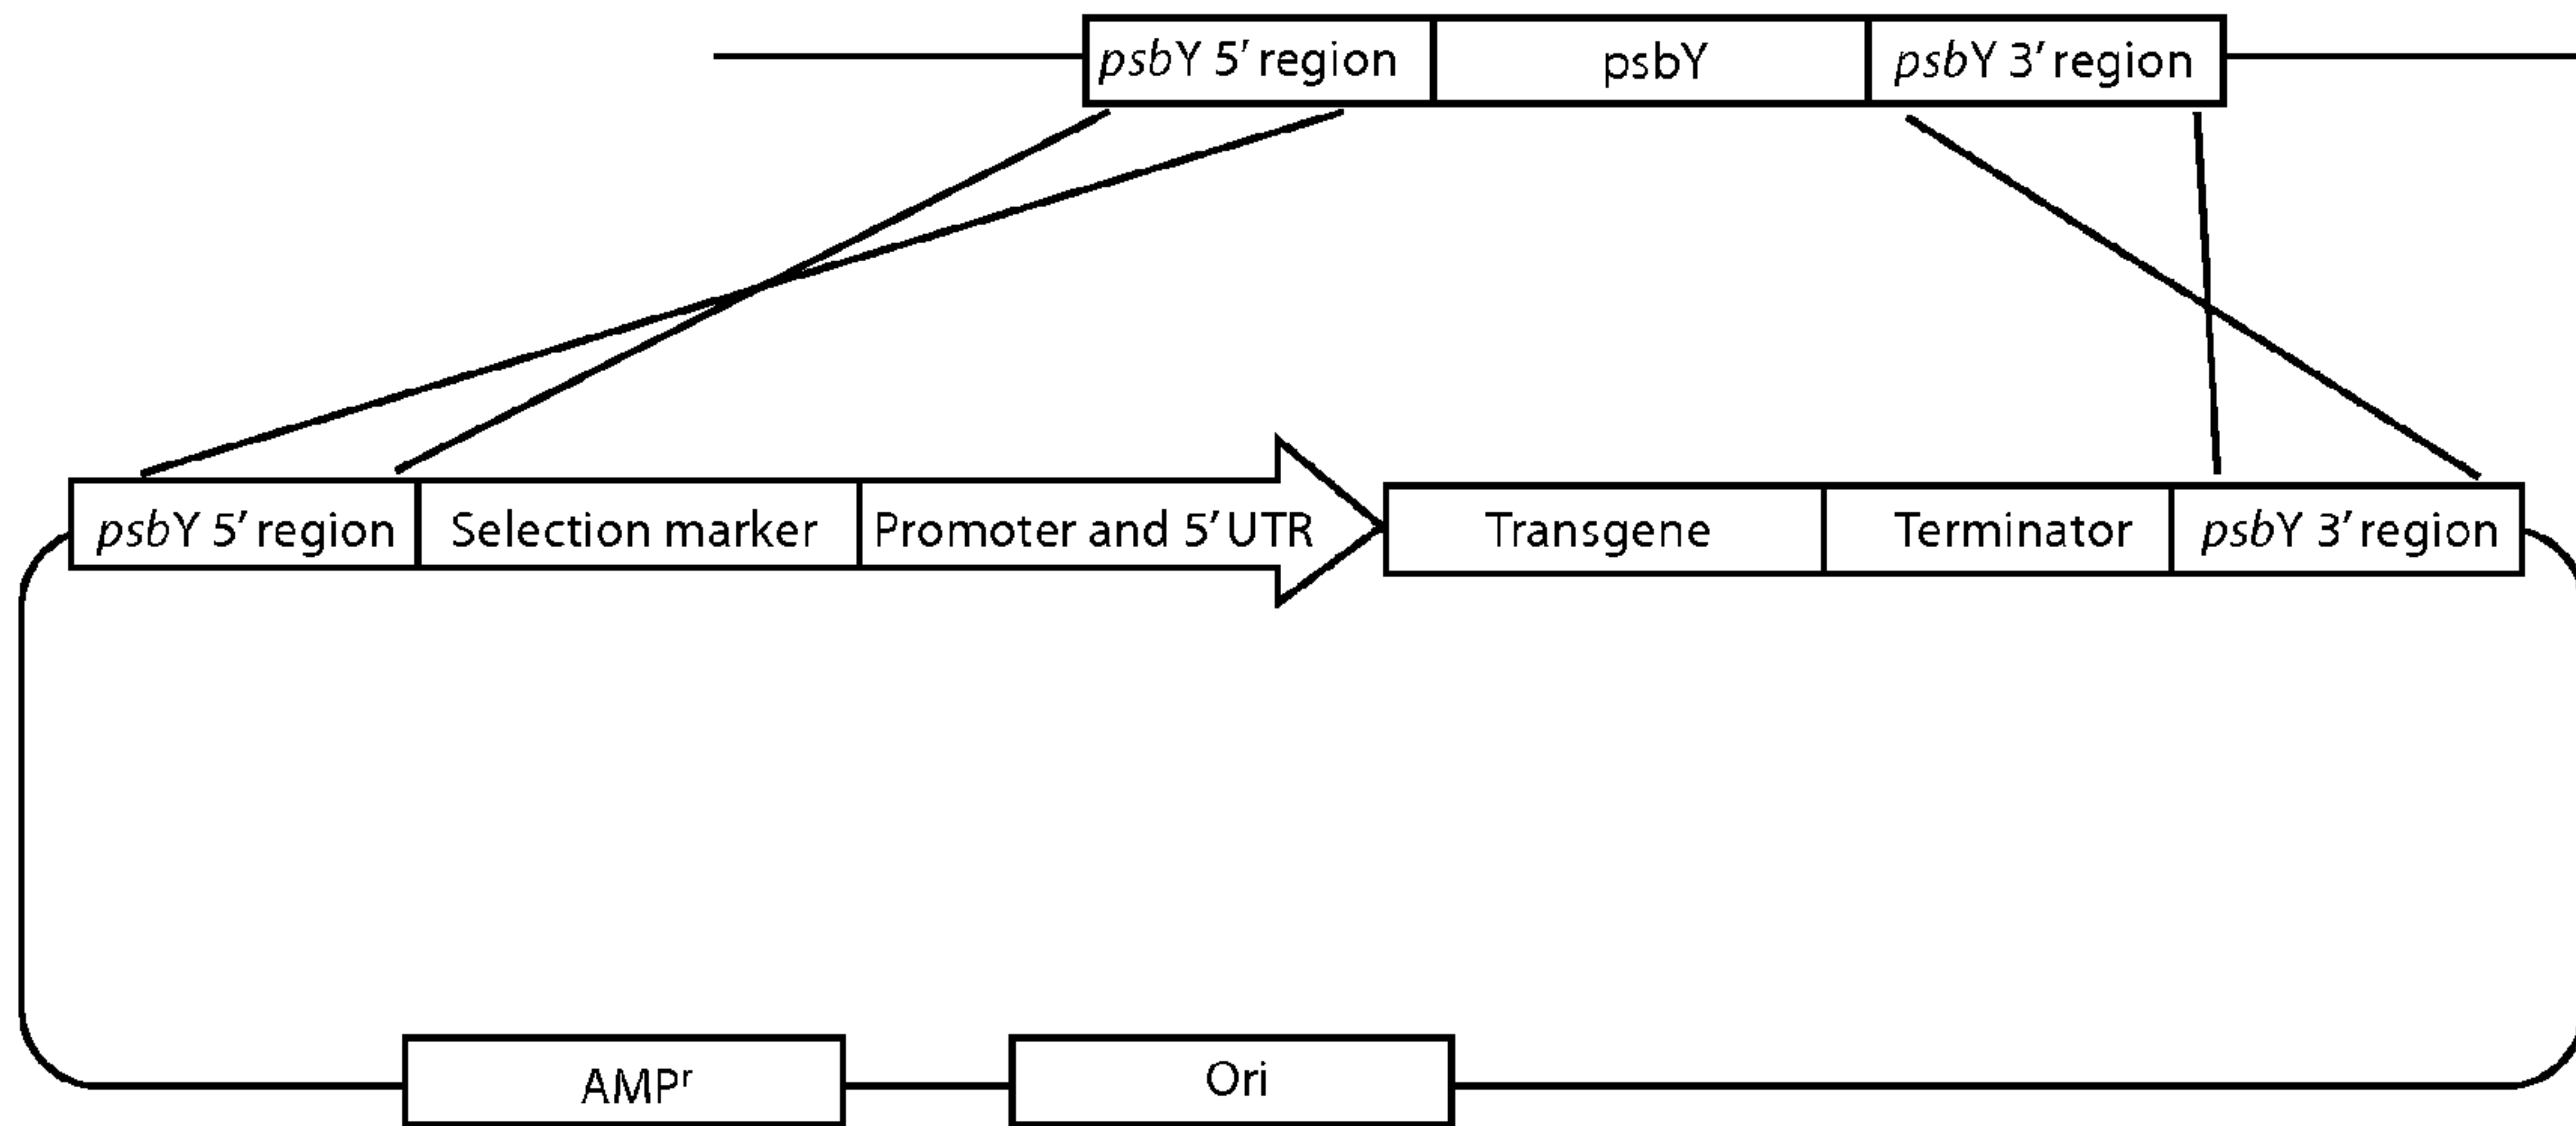 psbY 5' region psbY psbY 3' region
psbY 5' region Selection marker Promoter and 5' UTR Transgene Terminator psbY 3' region
AMPʳ Ori